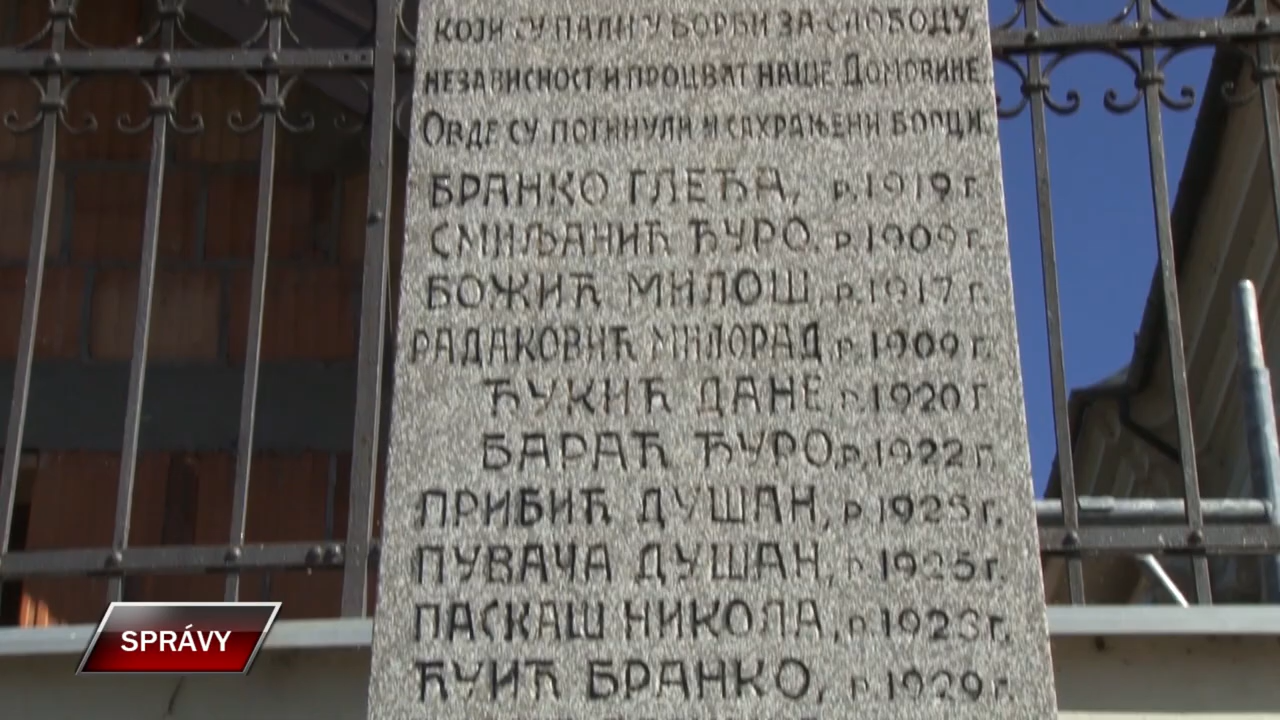 КОЈИ СУ ПАЛИ У БОРБИ ЗА СЛОБОДУ,
НЕЗАВИСНОСТ И ПРОЦВАТ НАШЕ ДОМОВИНЕ
ОВДЕ СУ ПОГИНУЛИ И САХРАЊЕНИ БОРЦИ
БРАНКО ГЛЕЂА, Р. 1919 Г.
СМИЉАНИЋ ЂУРО, Р. 1909 Г.
БОЖИЋ МИЛОШ, Р. 1917 Г.
РАДАКОВИЋ МИЛОРАД, Р. 1909 Г.
ЂУКИЋ ДАНЕ, Р. 1920 Г.
БАРАЋ ЂУРО, Р. 1922 Г.
ПРИБИЋ ДУШАН, Р. 1925 Г.
ПУВАЧА ДУШАН, Р. 1925 Г.
ПАСКАШ НИКОЛА, Р. 1923 Г.
ЂУИЋ БРАНКО, Р. 1929 Г.
SPRÁVY